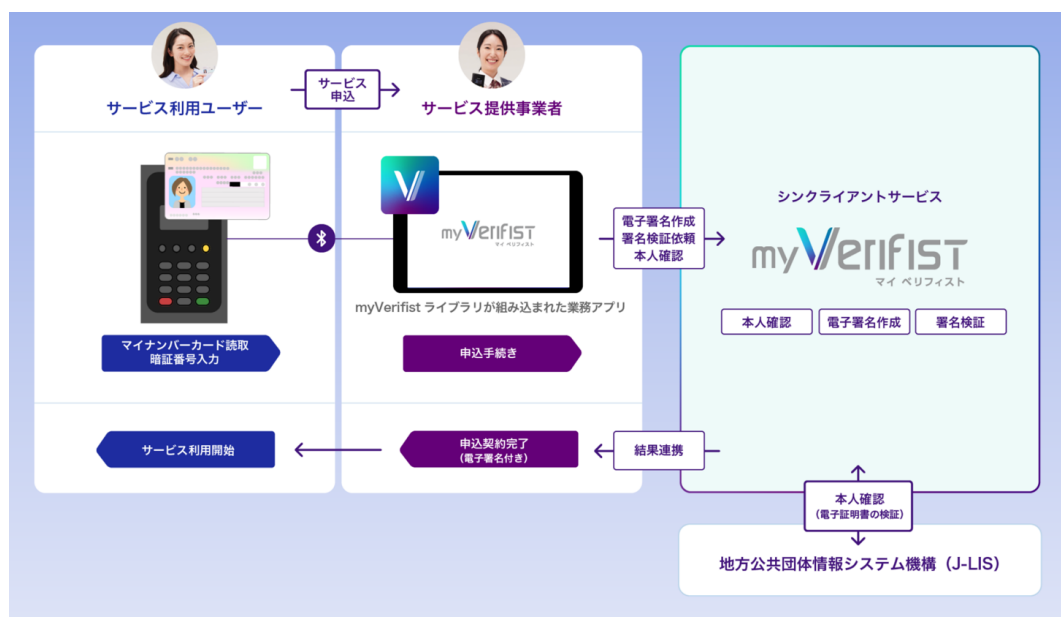 サービス利用ユーザー
サービス
申込
サービス提供事業者
myVerifist
マイ ベリフィスト
myVerifist ライブラリが組み込まれた業務アプリ
マイナンバーカード読取
暗証番号入力
申込手続き
電子署名作成
署名検証依頼
本人確認
シンクライアントサービス
myVerifist
マイ ベリフィスト
本人確認
電子署名作成
署名検証
サービス利用開始
申込契約完了
(電子署名付き)
結果連携
本人確認
(電子証明書の検証)
地方公共団体情報システム機構（J-LIS）